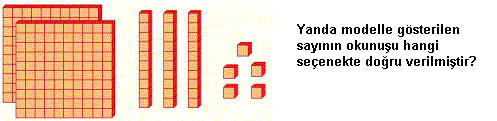 Yanda modelle gösterilen
sayının okunuşu hangi
seçenekte doğru verilmiştir?